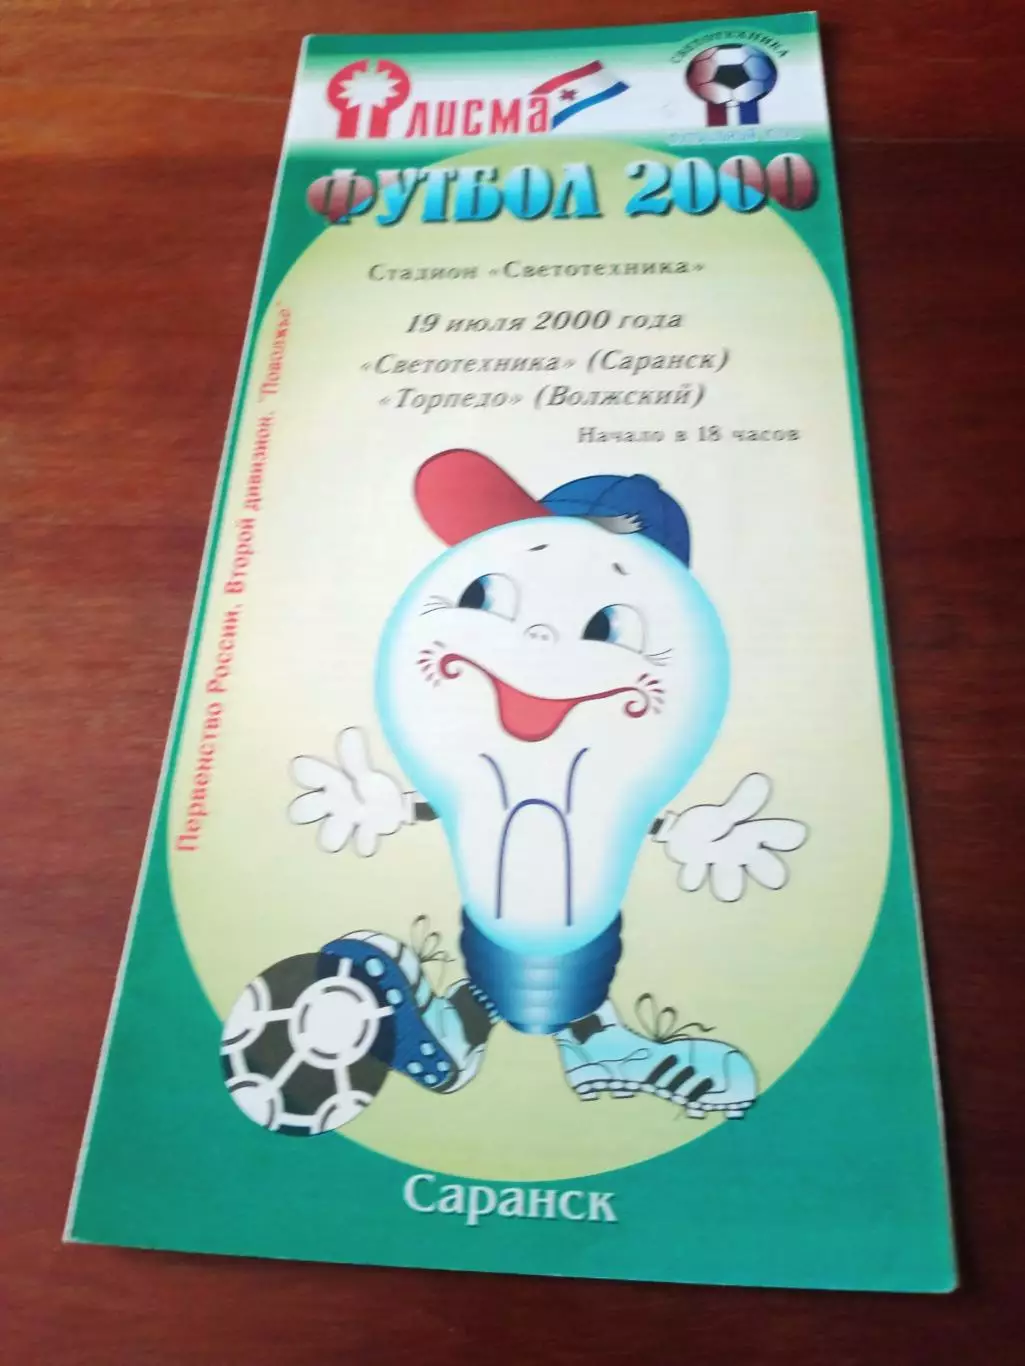 Лисма
СВЕТОТЕХНИКА
ФУТБОЛ 2000
Стадион «Светотехника»
19 июля 2000 года
«Светотехника» (Саранск)
«Торпедо» (Волжский)
Начало в 18 часов
Первенство России. Второй дивизион. "Поволжье"
Саранск